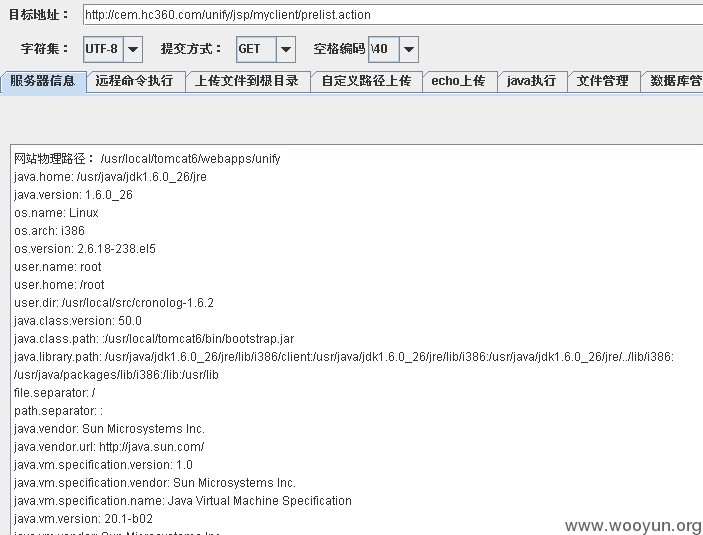 目标地址： http://cem.hc360.com/unify/jsp/myclient/prelist.action
字符集： UTF-8 提交方式： GET 空格编码 \40
服务器信息 远程命令执行 上传文件到根目录 自定义路径上传 echo上传 java执行 文件管理 数据库管
网站物理路径： /usr/local/tomcat6/webapps/unify
java.home: /usr/java/jdk1.6.0_26/jre
java.version: 1.6.0_26
os.name: Linux
os.arch: i386
os.version: 2.6.18-238.el5
user.name: root
user.home: /root
user.dir: /usr/local/src/cronolog-1.6.2
java.class.version: 50.0
java.class.path: :/usr/local/tomcat6/bin/bootstrap.jar
java.library.path: /usr/java/jdk1.6.0_26/jre/lib/i386/client:/usr/java/jdk1.6.0_26/jre/lib/i386:/usr/java/jdk1.6.0_26/jre/../lib/i386:
/usr/java/packages/lib/i386:/lib:/usr/lib
file.separator: /
path.separator: :
java.vendor: Sun Microsystems Inc.
java.vendor.url: http://java.sun.com/
java.vm.specification.version: 1.0
java.vm.specification.vendor: Sun Microsystems Inc.
java.vm.specification.name: Java Virtual Machine Specification
java.vm.version: 20.1-b02
java.vm.vendor: Sun Microsystems Inc.
www.wooyun.org